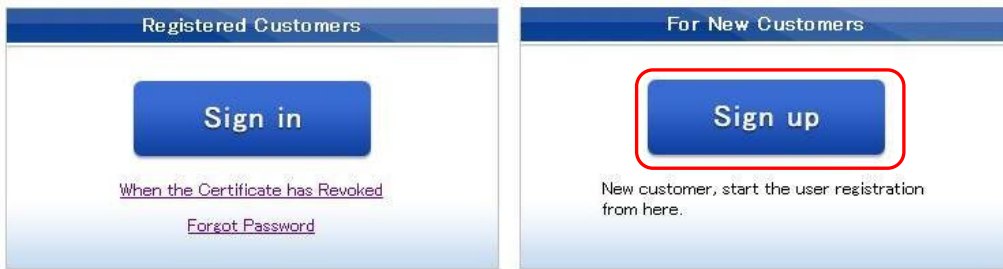 Registered Customers
Sign in
When the Certificate has Revoked
Forgot Password
For New Customers
Sign up
New customer, start the user registration
from here.